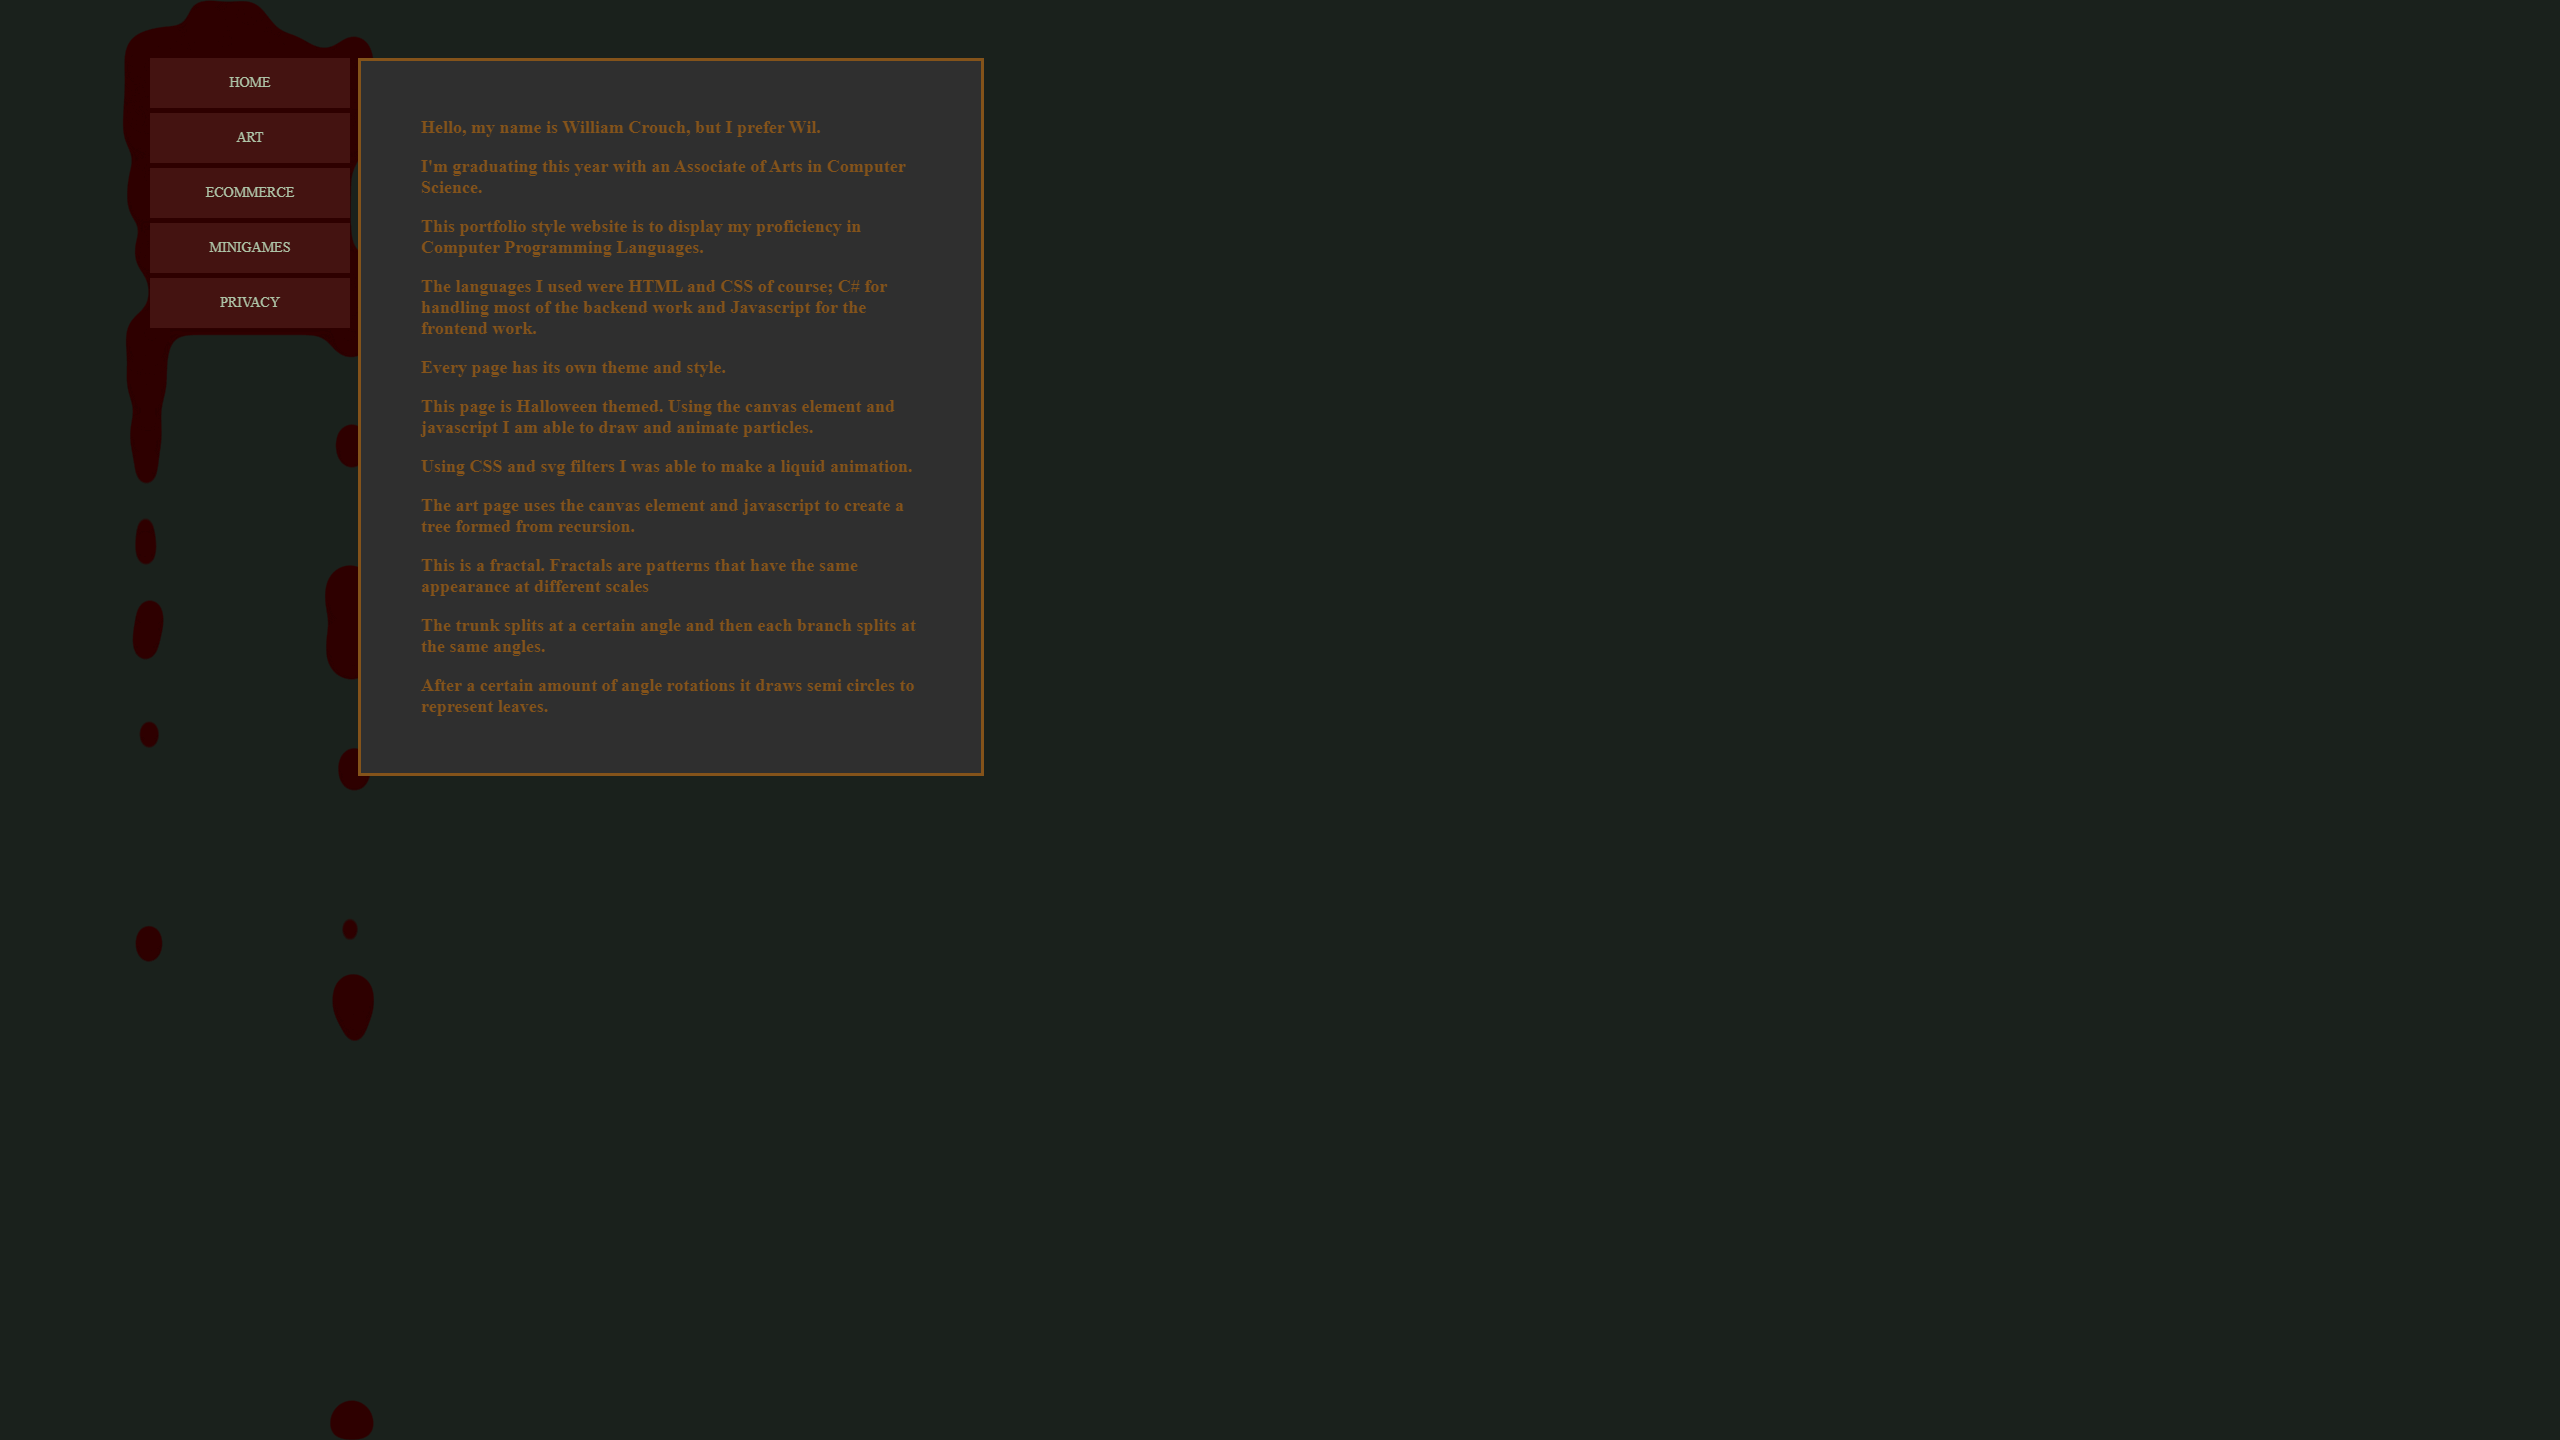 HOME
ART
ECOMMERCE
MINIGAMES
PRIVACY
Hello, my name is William Crouch, but I prefer Wil.
I'm graduating this year with an Associate of Arts in Computer
Science.
This portfolio style website is to display my proficiency in
Computer Programming Languages.
The languages I used were HTML and CSS of course; C# for
handling most of the backend work and Javascript for the
frontend work.
Every page has its own theme and style.
This page is Halloween themed. Using the canvas element and
javascript I am able to draw and animate particles.
Using CSS and svg filters I was able to make a liquid animation.
The art page uses the canvas element and javascript to create a
tree formed from recursion.
This is a fractal. Fractals are patterns that have the same
appearance at different scales
The trunk splits at a certain angle and then each branch splits at
the same angles.
After a certain amount of angle rotations it draws semi circles to
represent leaves.